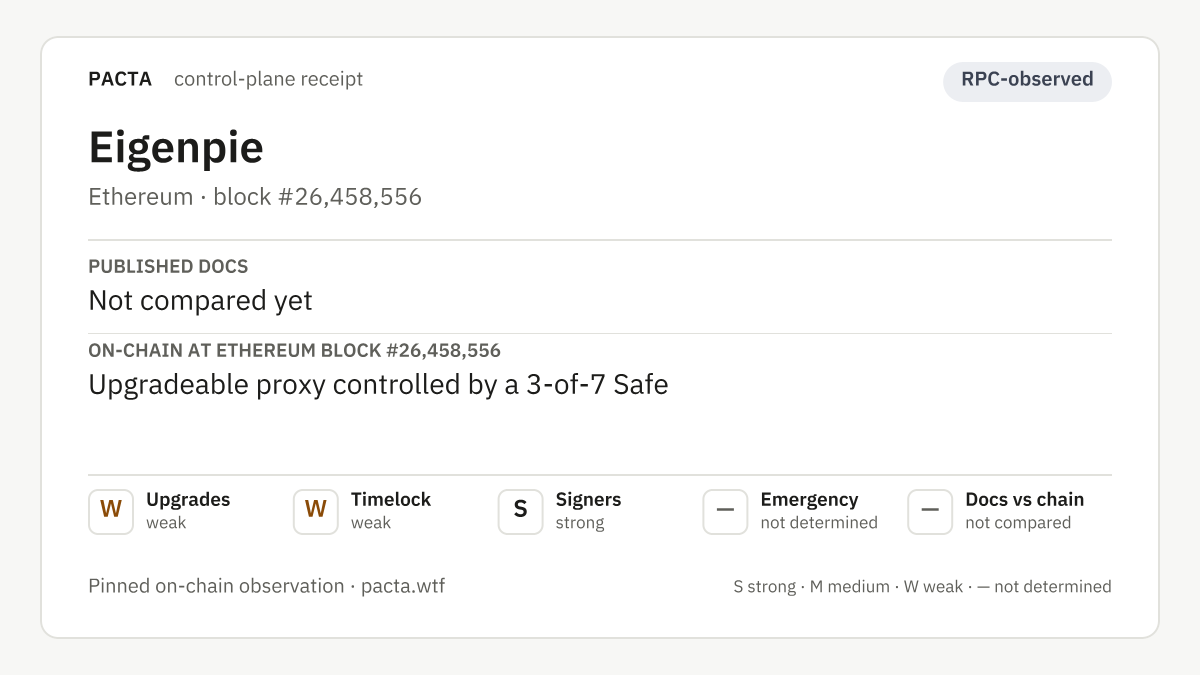 PACTA control-plane receipt
RPC-observed
Eigenpie
Ethereum · block #26,458,556
PUBLISHED DOCS
Not compared yet
ON-CHAIN AT ETHEREUM BLOCK #26,458,556
Upgradeable proxy controlled by a 3-of-7 Safe
W Upgrades
weak
W Timelock
weak
S Signers
strong
— Emergency
not determined
— Docs vs chain
not compared
Pinned on-chain observation · pacta.wtf
S strong · M medium · W weak · — not determined